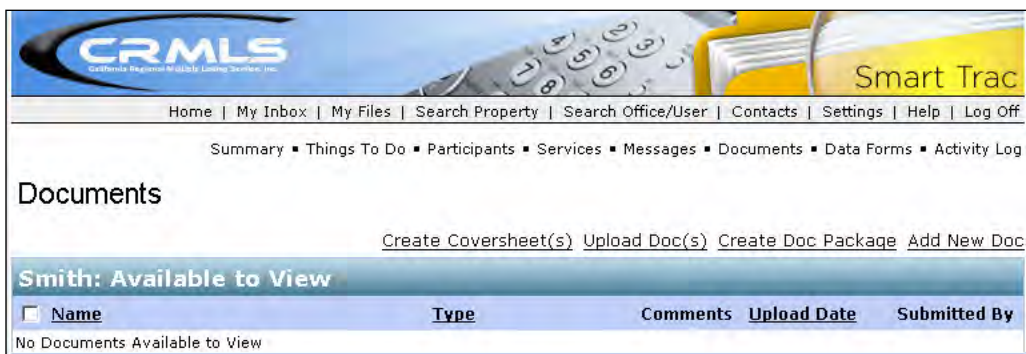 CRMLS
California Regional Multiple Listing Service, Inc.
Smart Trac
Home | My Inbox | My Files | Search Property | Search Office/User | Contacts | Settings | Help | Log Off
Summary ▪ Things To Do ▪ Participants ▪ Services ▪ Messages ▪ Documents ▪ Data Forms ▪ Activity Log
Documents
Create Coversheet(s) Upload Doc(s) Create Doc Package Add New Doc
Smith: Available to View
Name Type Comments Upload Date Submitted By
No Documents Available to View